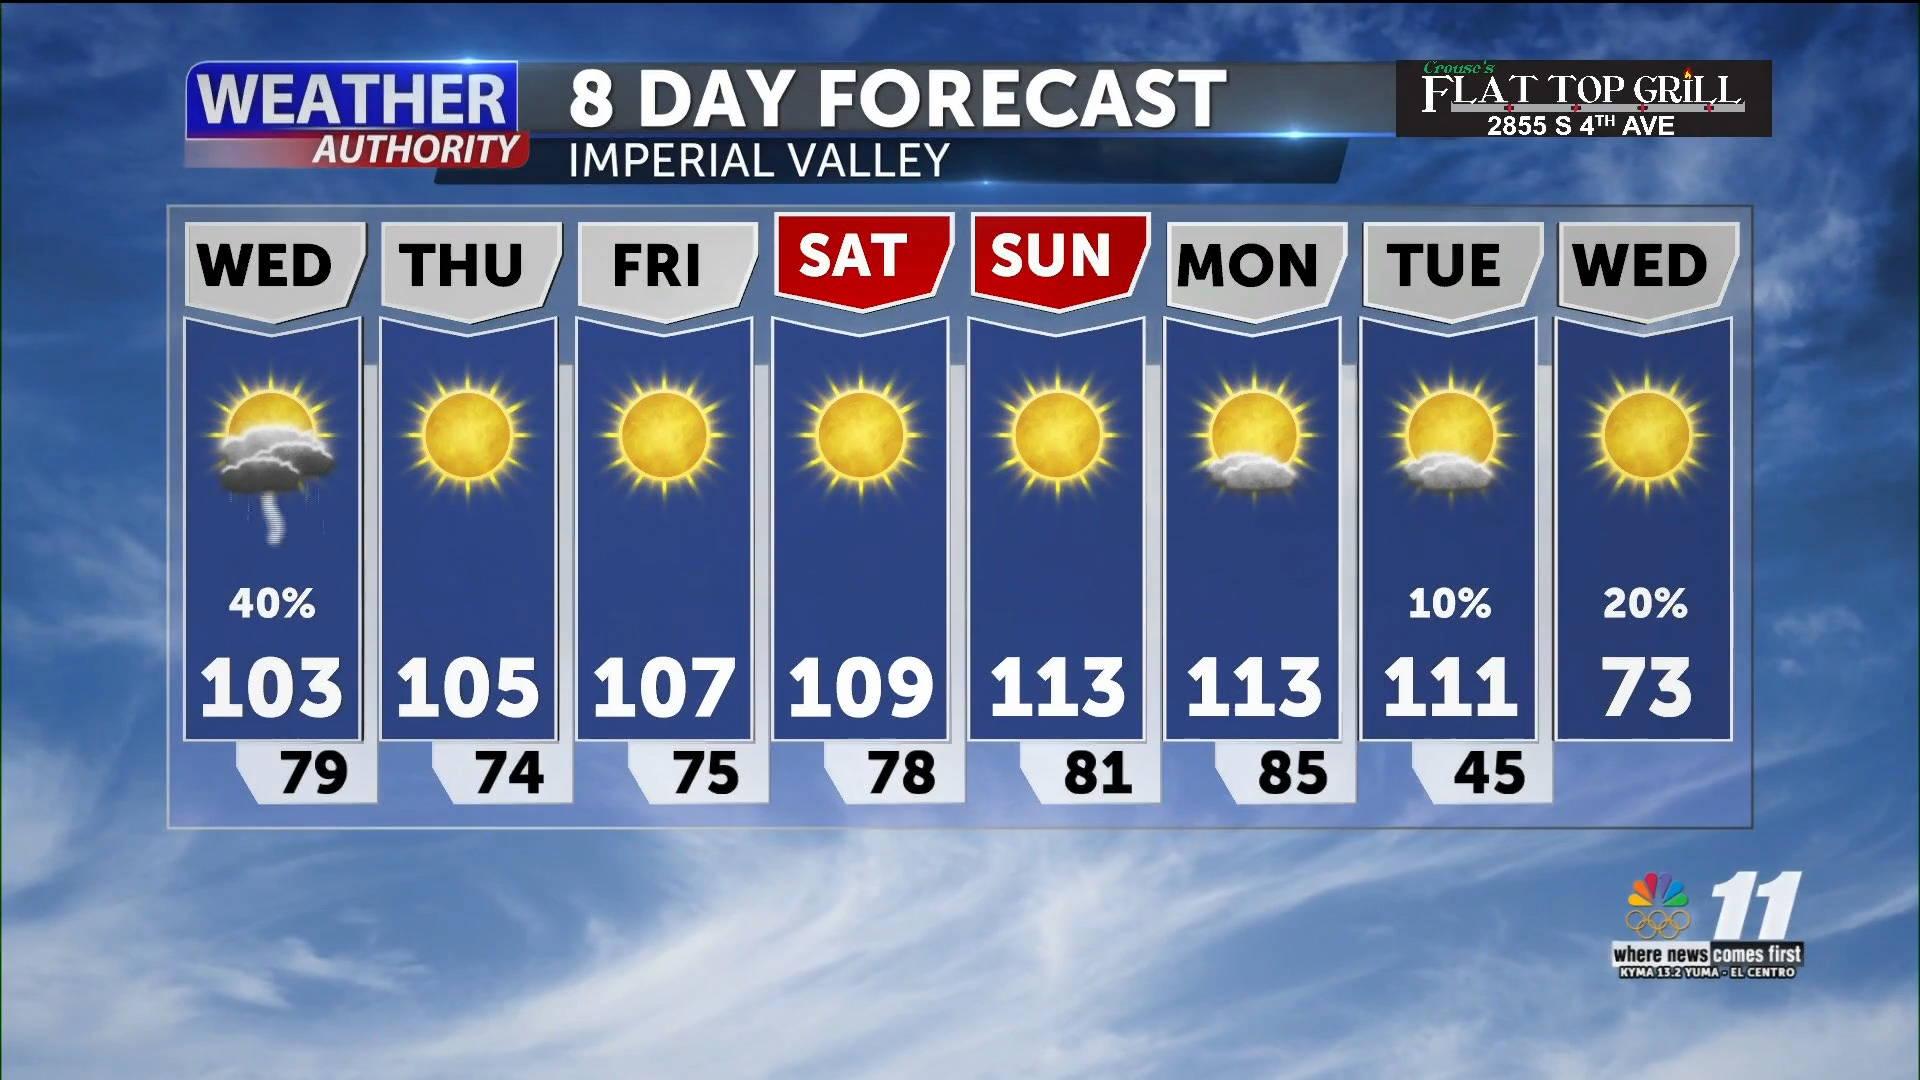 WEATHER
AUTHORITY
8 DAY FORECAST
IMPERIAL VALLEY
Crouse's
FLAT TOP GRILL
2855 S 4TH AVE
WED THU FRI SAT SUN MON TUE WED
40% 10% 20%
103 105 107 109 113 113 111 73
79 74 75 78 81 85 45
11
where news comes first
KYMA 13.2 YUMA - EL CENTRO